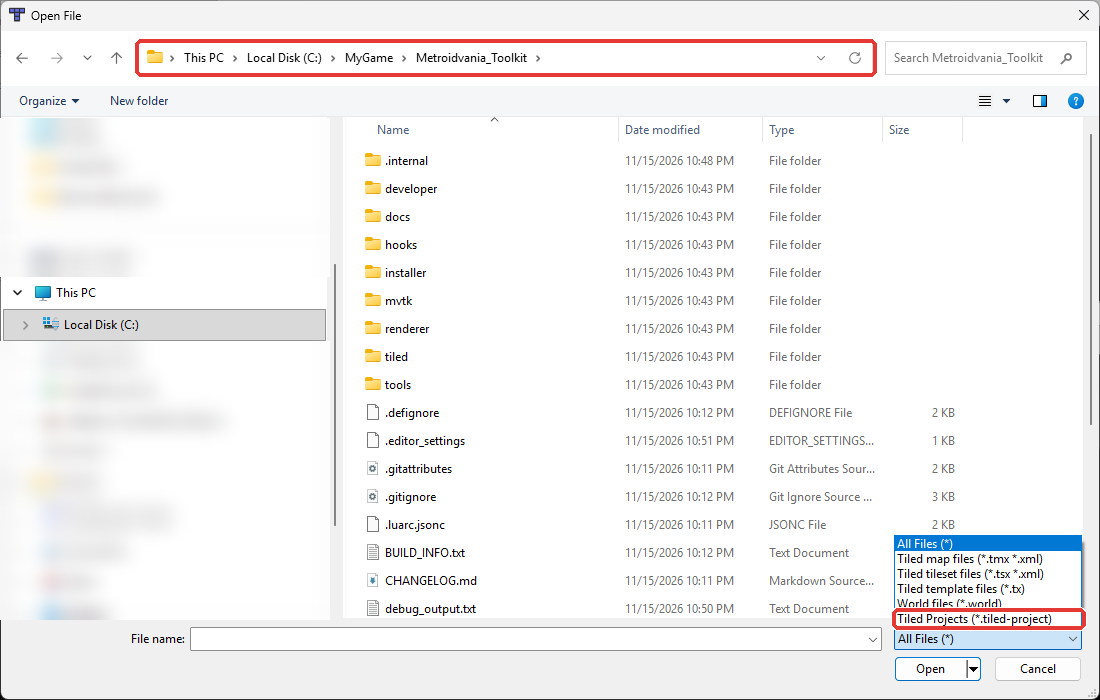 Open File
This PC Local Disk (C:) MyGame Metroidvania_Toolkit
Search Metroidvania_Toolkit
Organize New folder
Name Date modified Type Size
.internal 11/15/2026 10:48 PM File folder
developer 11/15/2026 10:43 PM File folder
docs 11/15/2026 10:43 PM File folder
hooks 11/15/2026 10:43 PM File folder
installer 11/15/2026 10:43 PM File folder
mvtk 11/15/2026 10:43 PM File folder
renderer 11/15/2026 10:43 PM File folder
tiled 11/15/2026 10:43 PM File folder
tools 11/15/2026 10:43 PM File folder
.defignore 11/15/2026 10:12 PM DEFIGNORE File 2 KB
.editor_settings 11/15/2026 10:51 PM EDITOR_SETTINGS... 1 KB
.gitattributes 11/15/2026 10:11 PM Git Attributes Sour... 2 KB
.gitignore 11/15/2026 10:12 PM Git Ignore Source ... 3 KB
.luarc.jsonc 11/15/2026 10:11 PM JSONC File 2 KB
BUILD_INFO.txt 11/15/2026 10:12 PM Text Document
CHANGELOG.md 11/15/2026 10:11 PM Markdown Source...
debug_output.txt 11/15/2026 10:50 PM Text Document
This PC
Local Disk (C:)
All Files (*)
Tiled map files (*.tmx *.xml)
Tiled tileset files (*.tsx *.xml)
Tiled template files (*.tx)
World files (*.world)
Tiled Projects (*.tiled-project)
File name: All Files (*)
Open Cancel